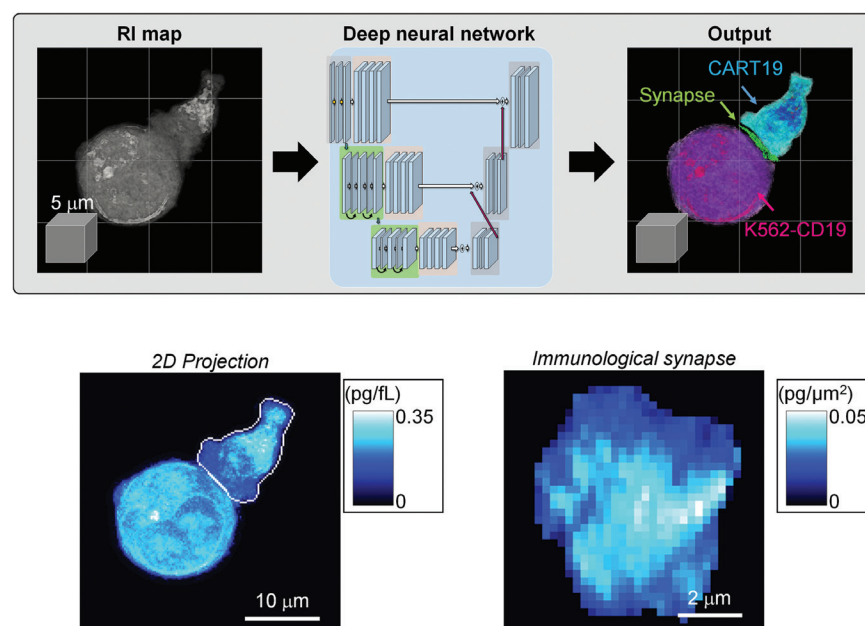 RI map
Deep neural network
Output
5 μm
CART19
Synapse
K562-CD19
2D Projection
(pg/fL)
0.35
0
10 μm
Immunological synapse
(pg/μm²)
0.05
0
2 μm